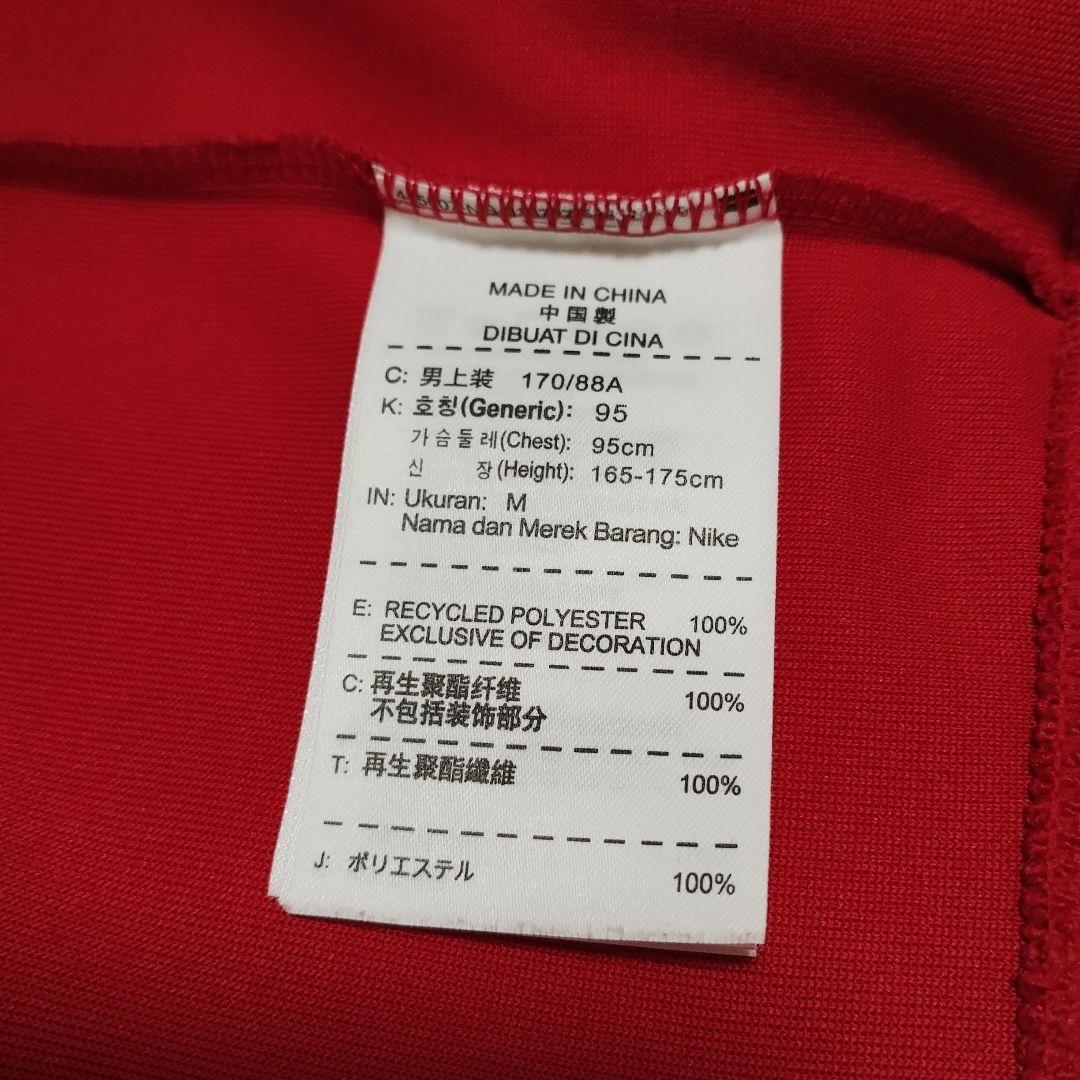 MADE IN CHINA
中国製
DIBUAT DI CINA
C: 男上装 170/88A
K: 호칭(Generic): 95
가슴둘레(Chest): 95cm
신 장(Height): 165-175cm
IN: Ukuran: M
Nama dan Merek Barang: Nike
E: RECYCLED POLYESTER 100%
EXCLUSIVE OF DECORATION
C: 再生聚酯纤维 100%
不包括装饰部分
T: 再生聚酯纖維 100%
J: ポリエステル 100%